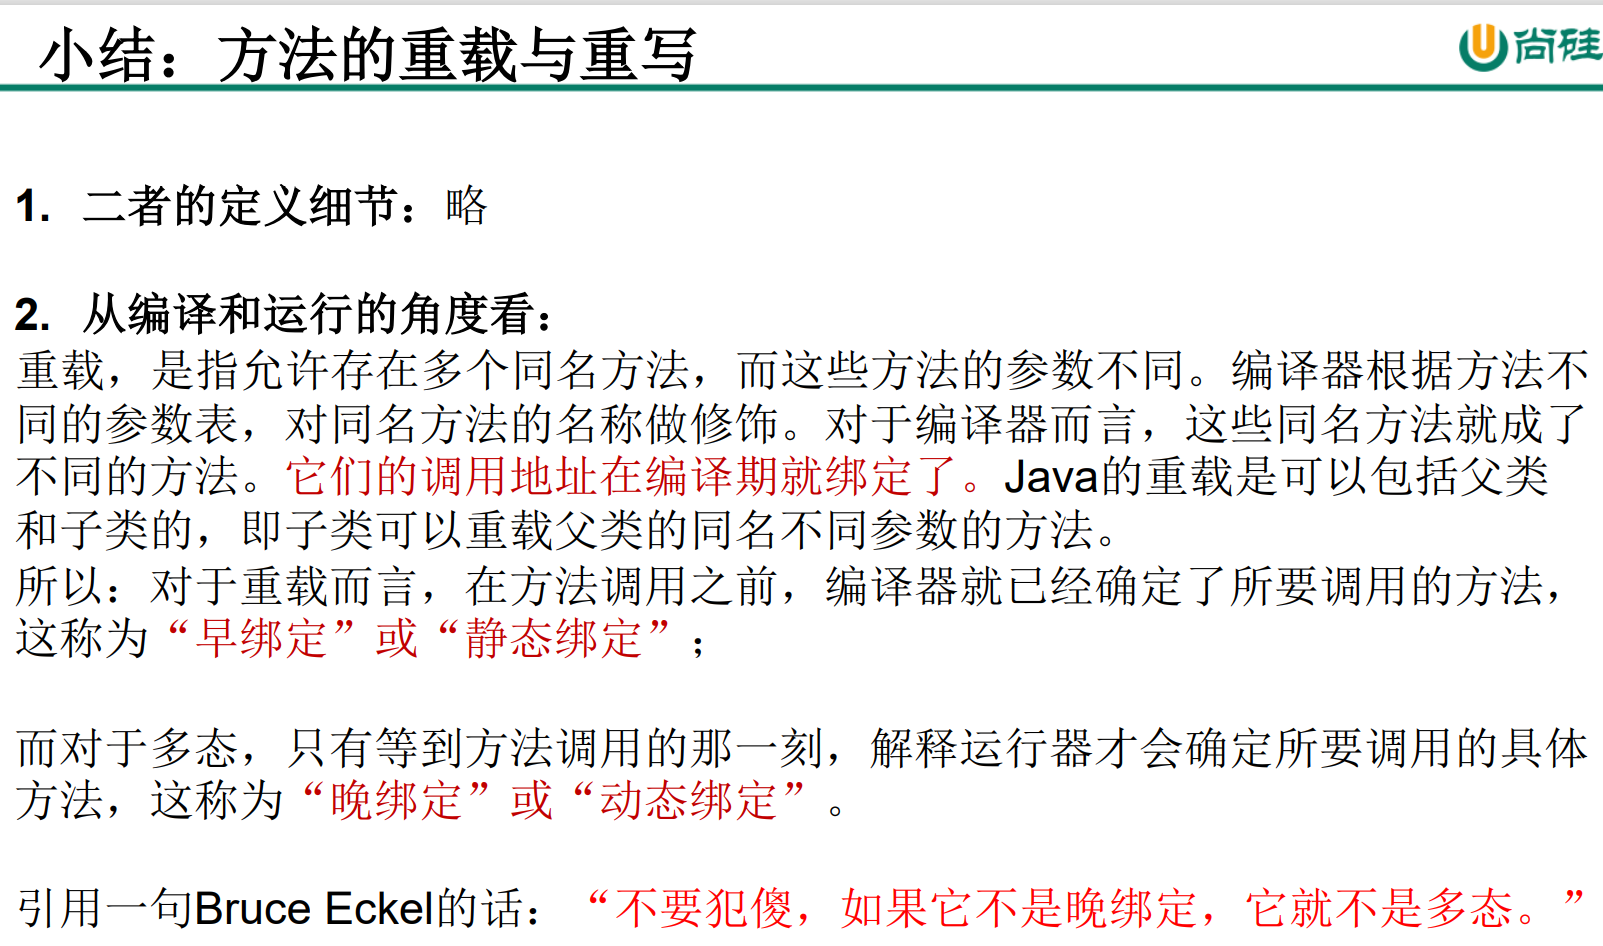 小结：方法的重载与重写
尚硅
1. 二者的定义细节：略
2. 从编译和运行的角度看：
重载，是指允许存在多个同名方法，而这些方法的参数不同。编译器根据方法不
同的参数表，对同名方法的名称做修饰。对于编译器而言，这些同名方法就成了
不同的方法。它们的调用地址在编译期就绑定了。Java的重载是可以包括父类
和子类的，即子类可以重载父类的同名不同参数的方法。
所以：对于重载而言，在方法调用之前，编译器就已经确定了所要调用的方法，
这称为“早绑定”或“静态绑定”；
而对于多态，只有等到方法调用的那一刻，解释运行器才会确定所要调用的具体
方法，这称为“晚绑定”或“动态绑定”。
引用一句Bruce Eckel的话：“不要犯傻，如果它不是晚绑定，它就不是多态。”